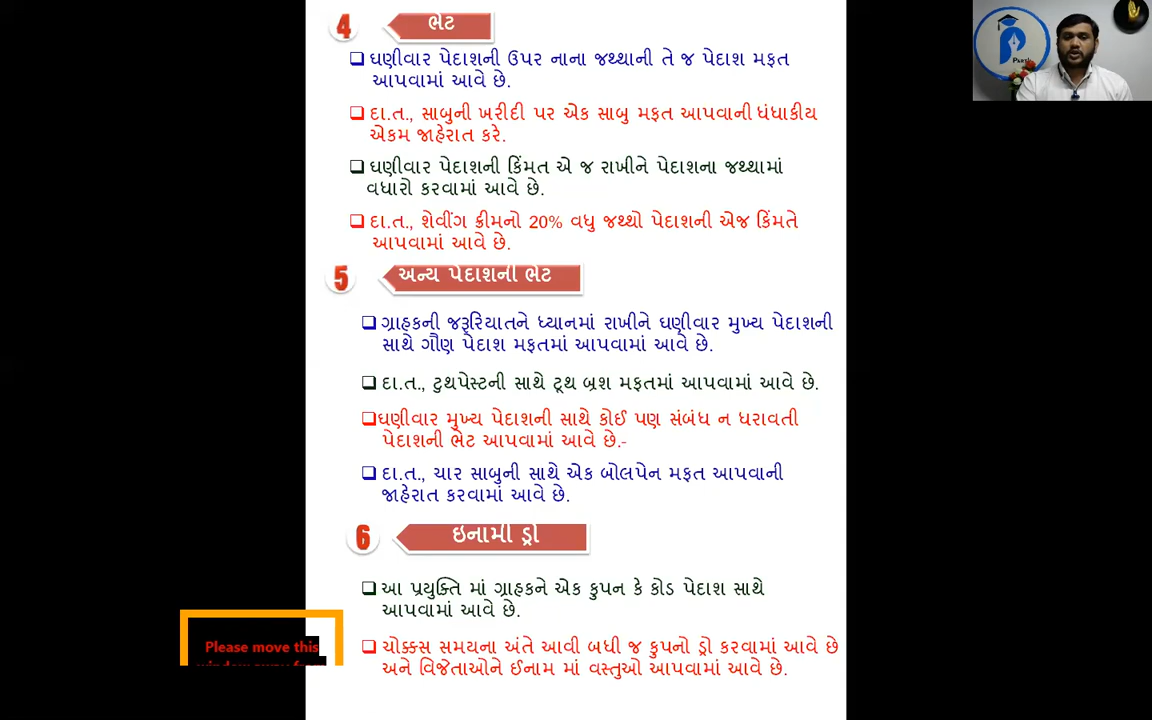 4 ભેટ
❑ ઘણીવાર પેદાશની ઉપર નાના જથ્થાની તે જ પેદાશ મફત
આપવામાં આવે છે.
❑ દા.ત., સાબુની ખરીદી પર એક સાબુ મફત આપવાની ધંધાકીય
એકમ જાહેરાત કરે.
❑ ઘણીવાર પેદાશની કિંમત એ જ રાખીને પેદાશના જથ્થામાં
વધારો કરવામાં આવે છે.
❑ દા.ત., શેવીંગ ક્રીમનો 20% વધુ જથ્થો પેદાશની એજ કિંમતે
આપવામાં આવે છે.
5 અન્ય પેદાશની ભેટ
❑ ગ્રાહકની જરૂરિયાતને ધ્યાનમાં રાખીને ઘણીવાર મુખ્ય પેદાશની
સાથે ગૌણ પેદાશ મફતમાં આપવામાં આવે છે.
❑ દા.ત., ટુથપેસ્ટની સાથે ટૂથ બ્રશ મફતમાં આપવામાં આવે છે.
❑ઘણીવાર મુખ્ય પેદાશની સાથે કોઈ પણ સંબંધ ન ધરાવતી
પેદાશની ભેટ આપવામાં આવે છે.-
❑ દા.ત., ચાર સાબુની સાથે એક બોલપેન મફત આપવાની
જાહેરાત કરવામાં આવે છે.
6 ઇનામી ડ્રો
❑ આ પ્રયુક્તિ માં ગ્રાહકને એક કુપન કે કોડ પેદાશ સાથે
આપવામાં આવે છે.
❑ ચોક્કસ સમયના અંતે આવી બધી જ કુપનો ડ્રો કરવામાં આવે છે
અને વિજેતાઓને ઈનામ માં વસ્તુઓ આપવામાં આવે છે.
Please move this